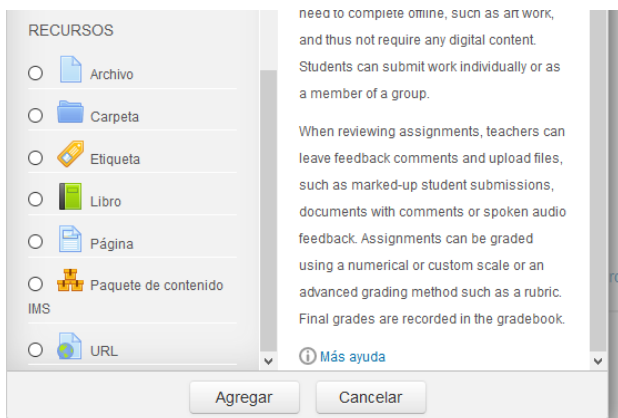 RECURSOS
Archivo
Carpeta
Etiqueta
Libro
Página
Paquete de contenido
IMS
URL
need to complete offline, such as art work,
and thus not require any digital content.
Students can submit work individually or as
a member of a group.
When reviewing assignments, teachers can
leave feedback comments and upload files,
such as marked-up student submissions,
documents with comments or spoken audio
feedback. Assignments can be graded
using a numerical or custom scale or an
advanced grading method such as a rubric.
Final grades are recorded in the gradebook.
Más ayuda
Agregar
Cancelar